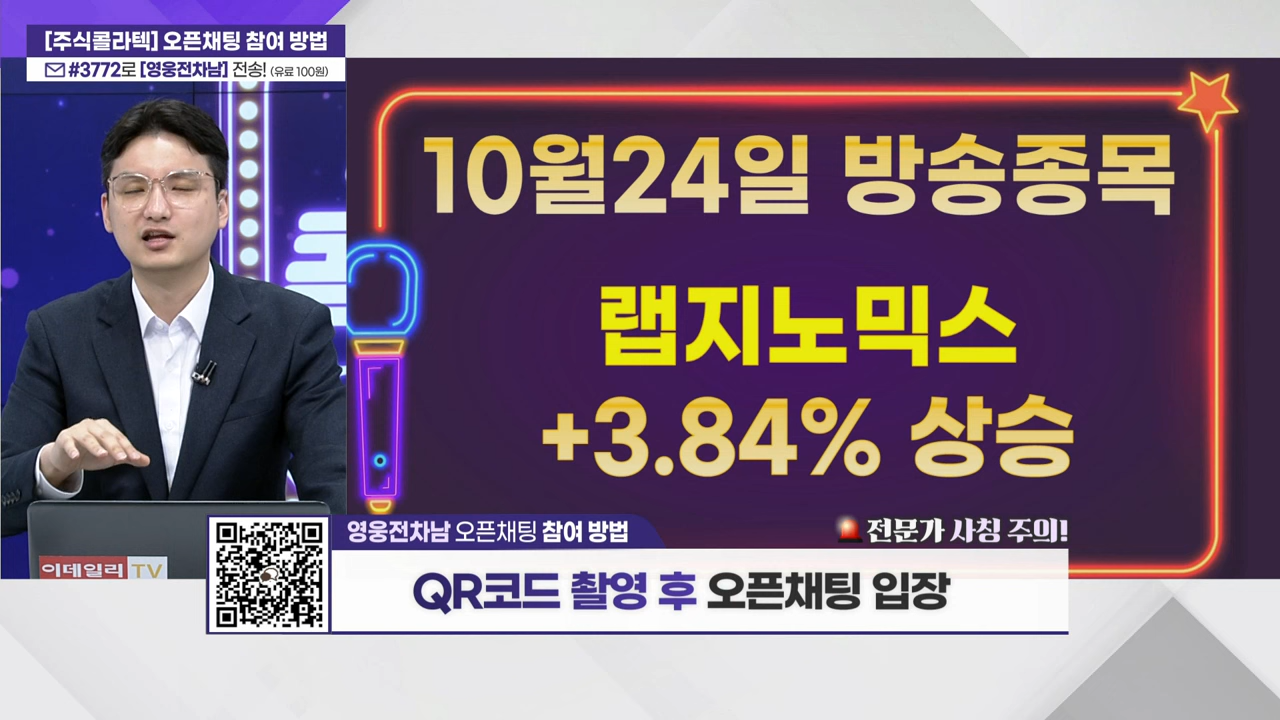 [주식콜라텍] 오픈채팅 참여 방법
#3772로 [영웅전차남] 전송! (유료 100원)
10월24일 방송종목
랩지노믹스
+3.84% 상승
영웅전차남 오픈채팅 참여 방법
전문가 사칭 주의!
QR코드 촬영 후 오픈채팅 입장
이데일리 TV